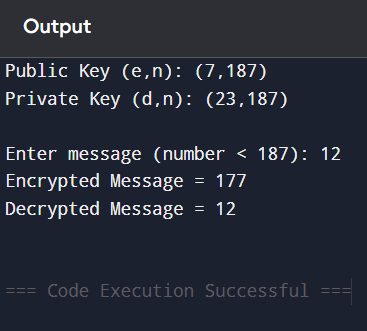 Output
Public Key (e,n): (7,187)
Private Key (d,n): (23,187)
Enter message (number < 187): 12
Encrypted Message = 177
Decrypted Message = 12
=== Code Execution Successful ===